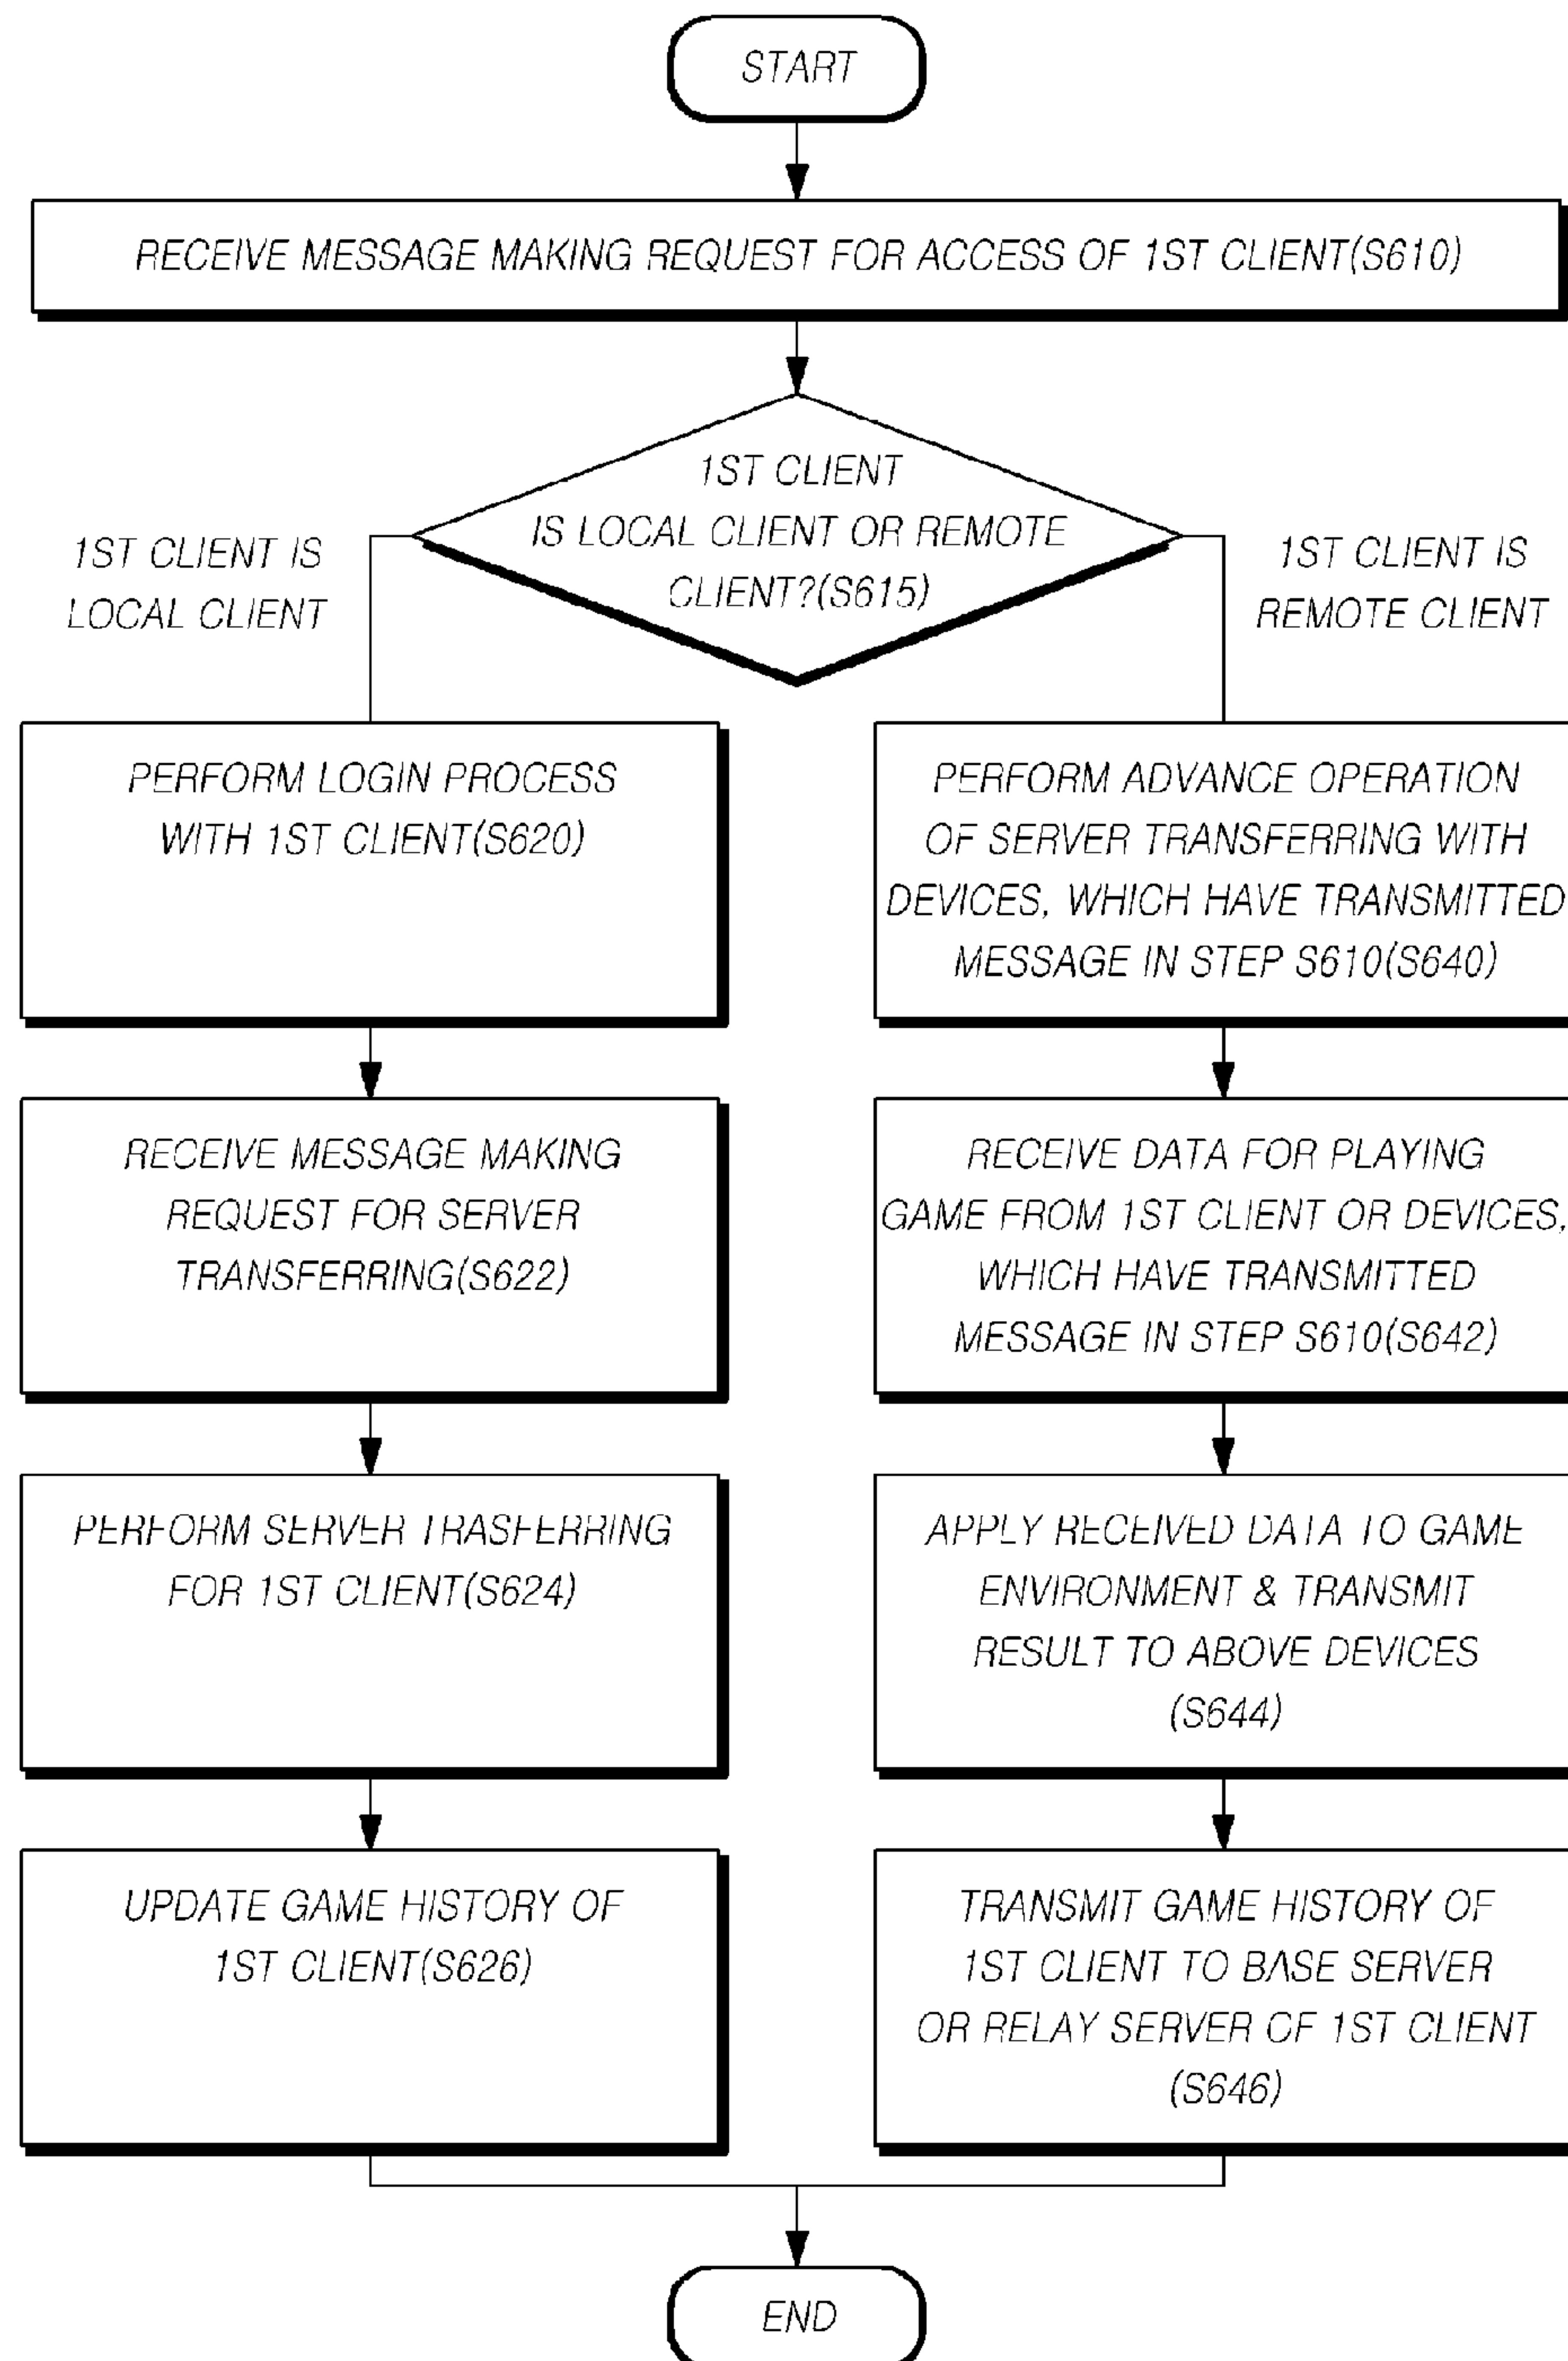 START
RECEIVE MESSAGE MAKING REQUEST FOR ACCESS OF 1ST CLIENT(S610)
1ST CLIENT
IS LOCAL CLIENT OR REMOTE
CLIENT?(S615)
1ST CLIENT IS
LOCAL CLIENT
1ST CLIENT IS
REMOTE CLIENT
PERFORM LOGIN PROCESS
WITH 1ST CLIENT(S620)
RECEIVE MESSAGE MAKING
REQUEST FOR SERVER
TRANSFERRING(S622)
PERFORM SERVER TRASFERRING
FOR 1ST CLIENT(S624)
UPDATE GAME HISTORY OF
1ST CLIENT(S626)
PERFORM ADVANCE OPERATION
OF SERVER TRANSFERRING WITH
DEVICES, WHICH HAVE TRANSMITTED
MESSAGE IN STEP S610(S640)
RECEIVE DATA FOR PLAYING
GAME FROM 1ST CLIENT OR DEVICES,
WHICH HAVE TRANSMITTED
MESSAGE IN STEP S610(S642)
APPLY RECEIVED DATA TO GAME
ENVIRONMENT & TRANSMIT
RESULT TO ABOVE DEVICES
(S644)
TRANSMIT GAME HISTORY OF
1ST CLIENT TO BASE SERVER
OR RELAY SERVER OF 1ST CLIENT
(S646)
END